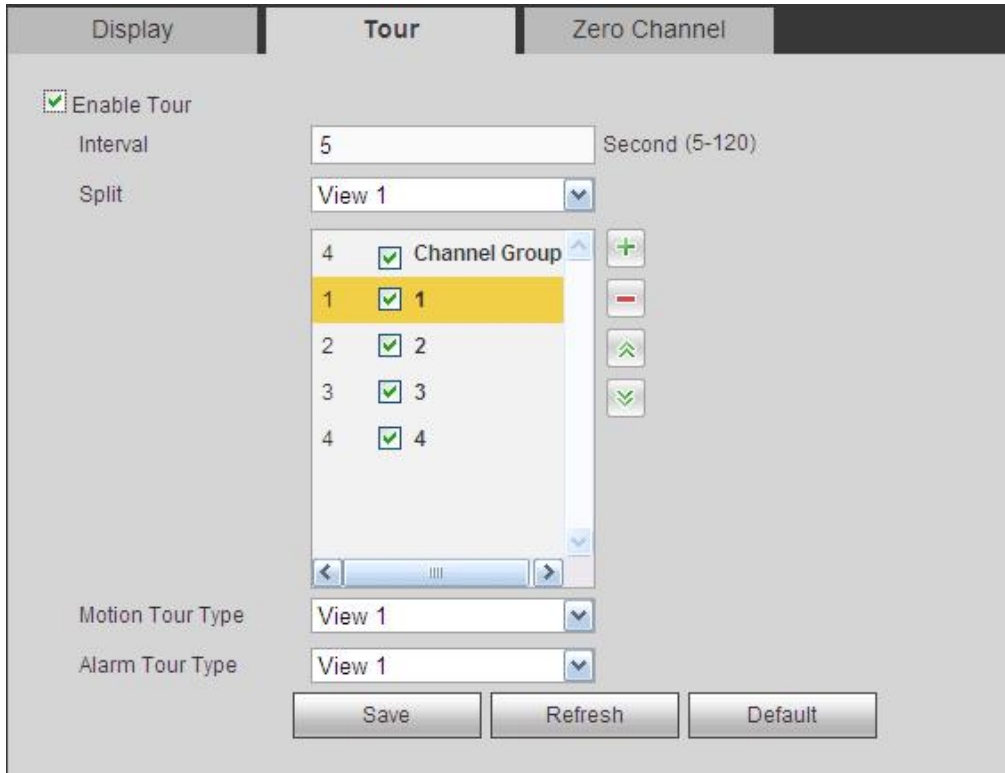 Display Tour Zero Channel
Enable Tour
Interval 5 Second (5-120)
Split View 1
4 Channel Group
1 1
2 2
3 3
4 4
Motion Tour Type View 1
Alarm Tour Type View 1
Save Refresh Default